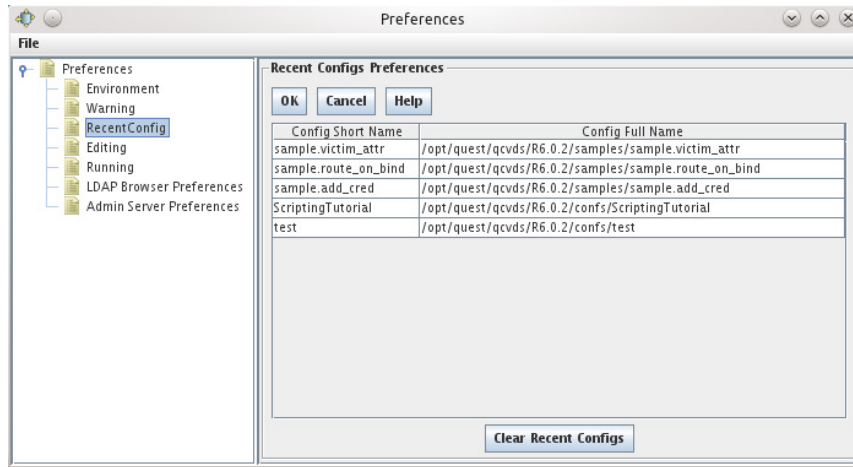 Preferences
File
Preferences
Environment
Warning
RecentConfig
Editing
Running
LDAP Browser Preferences
Admin Server Preferences
Recent Configs Preferences
OK Cancel Help
Config Short Name Config Full Name
sample.victim_attr /opt/quest/qcvds/R6.0.2/samples/sample.victim_attr
sample.route_on_bind /opt/quest/qcvds/R6.0.2/samples/sample.route_on_bind
sample.add_cred /opt/quest/qcvds/R6.0.2/samples/sample.add_cred
ScriptingTutorial /opt/quest/qcvds/R6.0.2/confs/ScriptingTutorial
test /opt/quest/qcvds/R6.0.2/confs/test
Clear Recent Configs